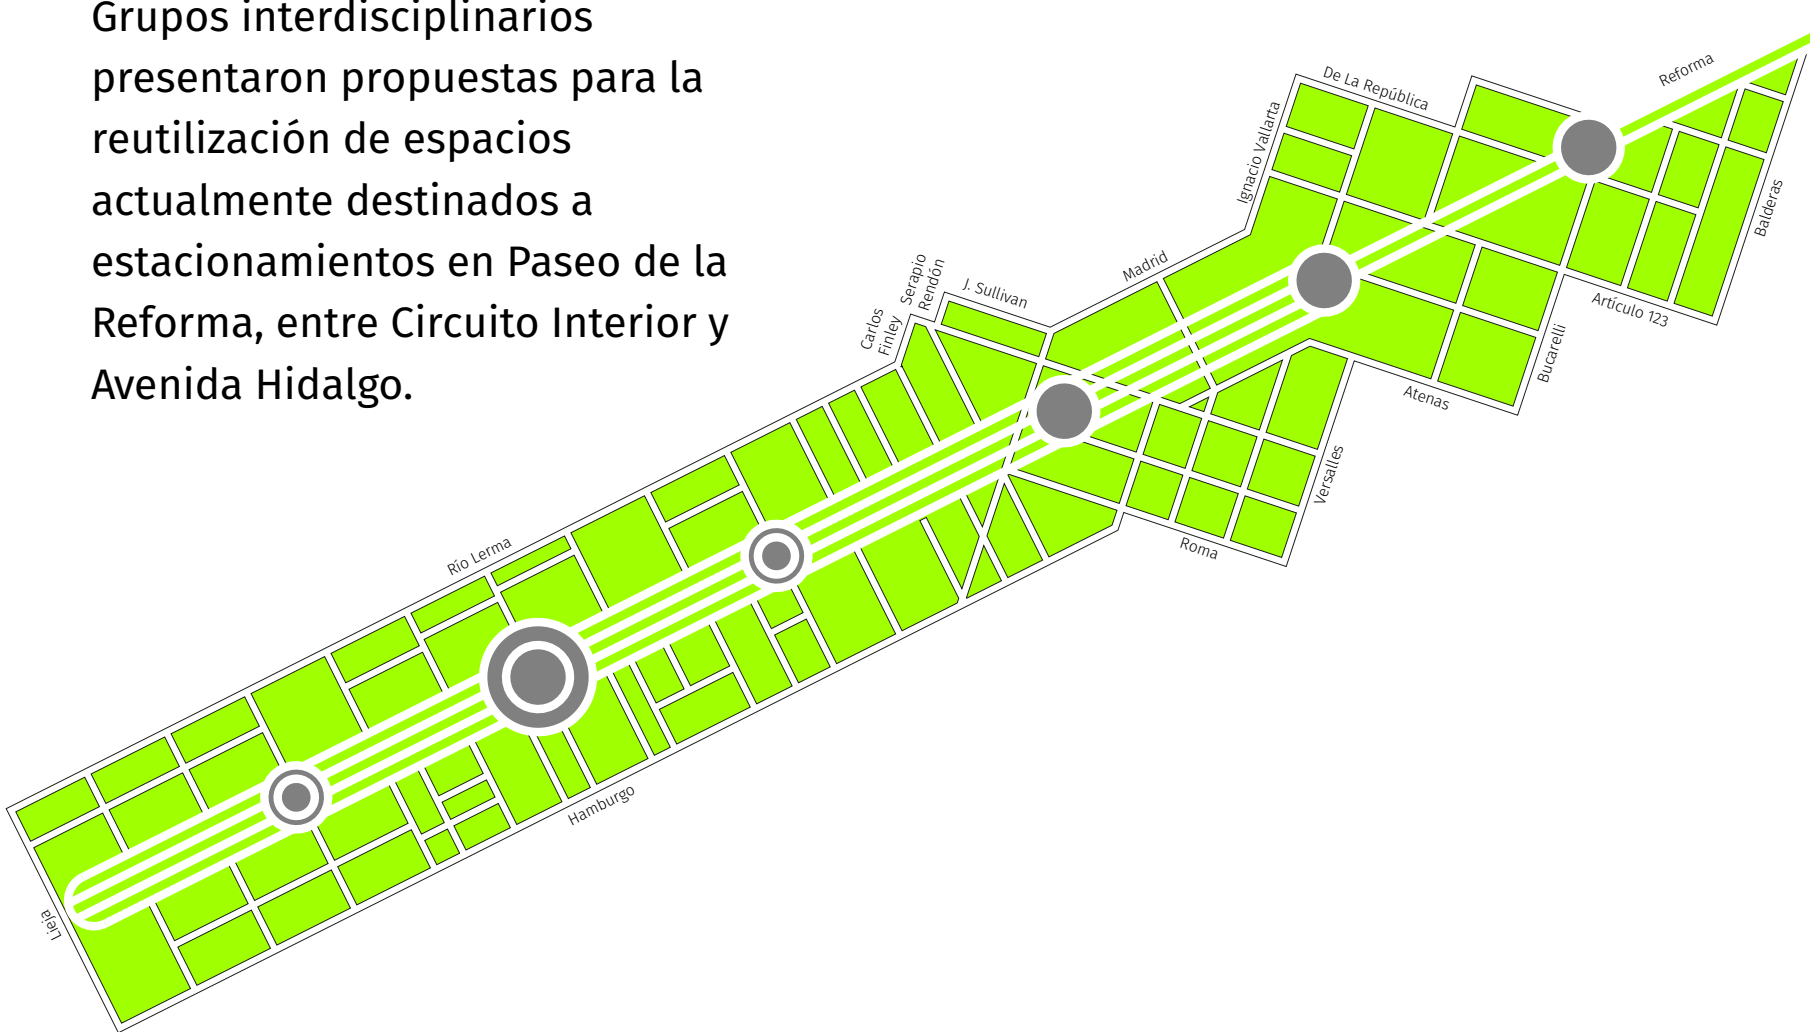 Grupos interdisciplinarios
presentaron propuestas para la
reutilización de espacios
actualmente destinados a
estacionamientos en Paseo de la
Reforma, entre Circuito Interior y
Avenida Hidalgo.
De La República
Reforma
Ignacio Vallarta
Balderas
Madrid
Serapio
Rendón
J. Sullivan
Carlos
Finley
Artículo 123
Bucarelli
Atenas
Versalles
Roma
Río Lerma
Hamburgo
Lieja